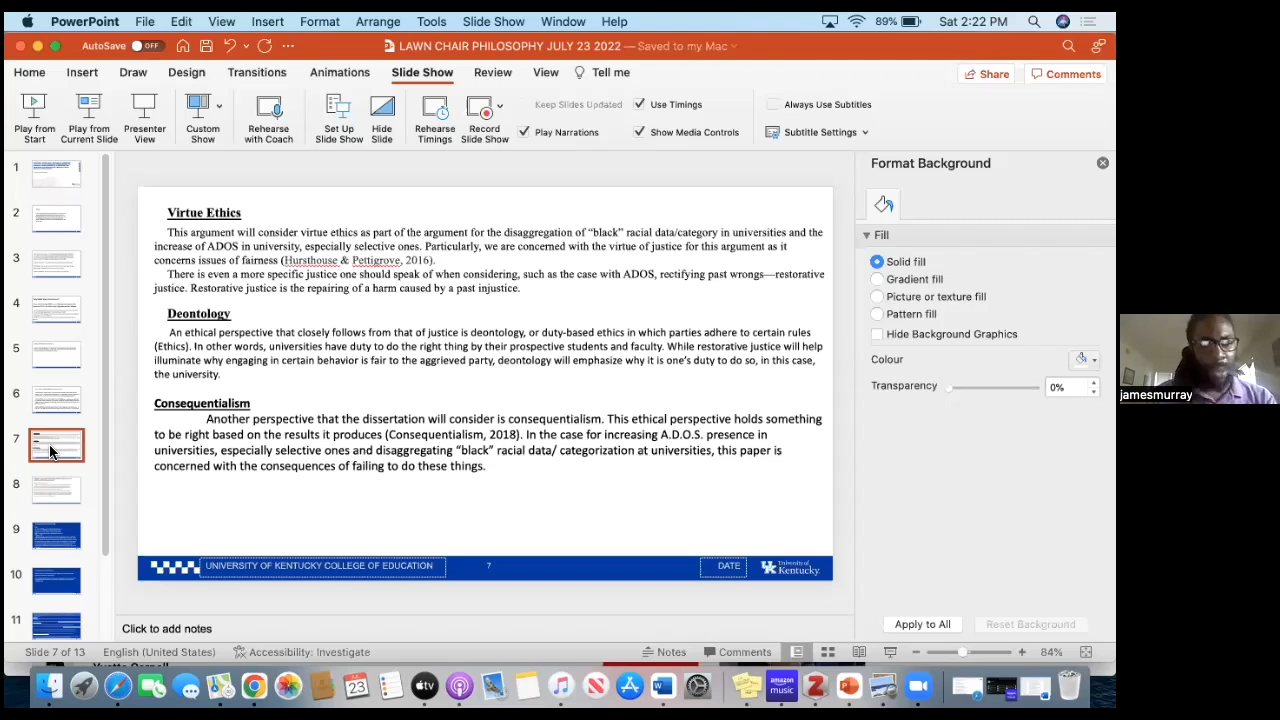 PowerPoint File Edit View Insert Format Arrange Tools Slide Show Window Help 89% Sat 2:22 PM
AutoSave OFF LAWN CHAIR PHILOSOPHY JULY 23 2022 — Saved to my Mac
Home Insert Draw Design Transitions Animations Slide Show Review View Tell me Share Comments
Play from Start
Play from Current Slide
Presenter View
Custom Show
Rehearse with Coach
Set Up Slide Show
Hide Slide
Rehearse Timings
Record Slide Show
Keep Slides Updated Use Timings Always Use Subtitles
Play Narrations Show Media Controls Subtitle Settings
1
2
3
4
5
6
7
8
9
10
11
Virtue Ethics
This argument will consider virtue ethics as part of the argument for the disaggregation of “black” racial data/category in universities and the
increase of ADOS in university, especially selective ones. Particularly, we are concerned with the virtue of justice for this argument as it
concerns issues of fairness (Hursthouse & Pettigrove, 2016).
There is even a more specific justice one should speak of when considering, such as the case with ADOS, rectifying past wrongs—restorative
justice. Restorative justice is the repairing of a harm caused by a past injustice.
Deontology
An ethical perspective that closely follows from that of justice is deontology, or duty-based ethics in which parties adhere to certain rules
(Ethics). In other words, universities have duty to do the right thing by their prospective students and faculty. While restorative justice will help
illuminate why engaging in certain behavior is fair to the aggrieved party, deontology will emphasize why it is one’s duty to do so, in this case,
the university.
Consequentialism
Another perspective that the dissertation will consider is consequentialism. This ethical perspective holds something
to be right based on the results it produces (Consequentialism, 2018). In the case for increasing A.D.O.S. presence in
universities, especially selective ones and disaggregating “black” racial data/ categorization at universities, this paper is
concerned with the consequences of failing to do these things.
UNIVERSITY OF KENTUCKY COLLEGE OF EDUCATION 7 DATE University of Kentucky.
Format Background
Fill
Solid fill
Gradient fill
Picture or texture fill
Pattern fill
Hide Background Graphics
Colour
Transparency 0%
Apply to All Reset Background
jamesmurray
Click to add notes
Slide 7 of 13 English (United States) Accessibility: Investigate Notes Comments 84%
23
tv
amazon music